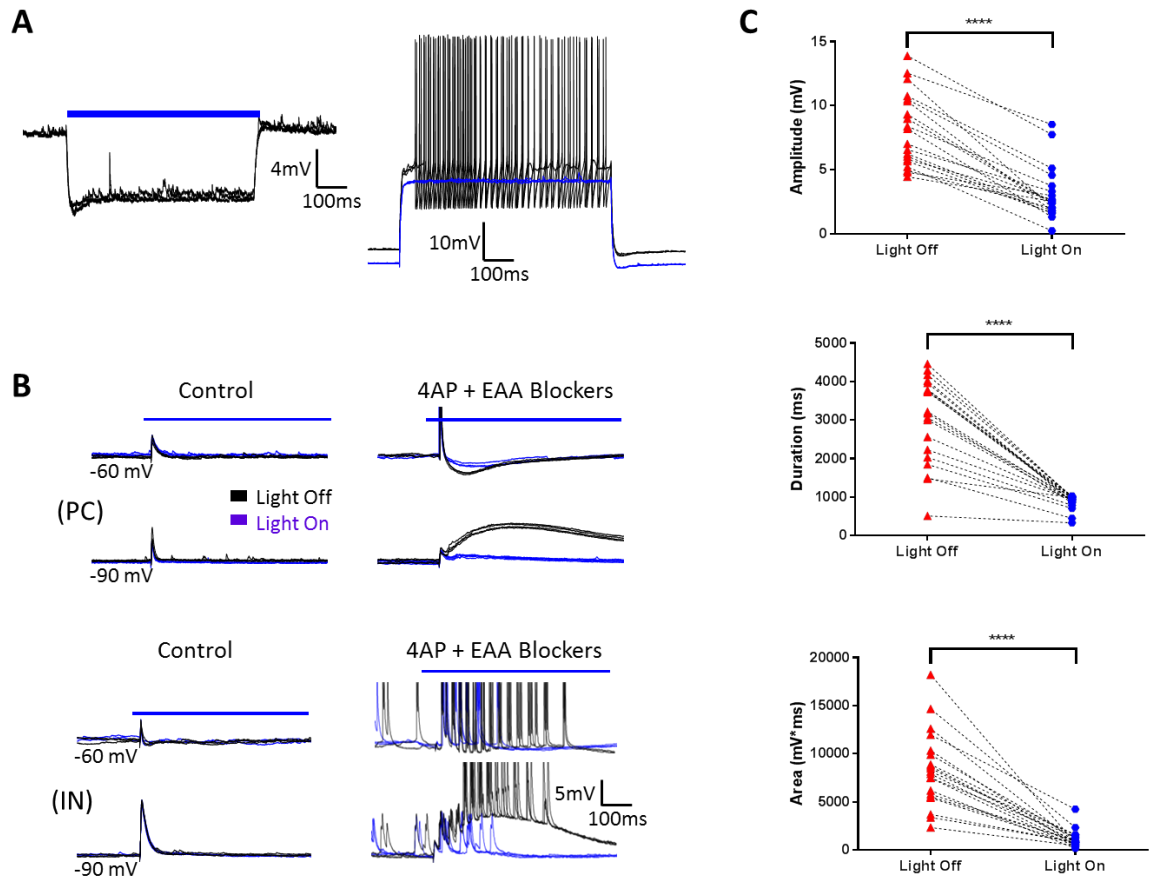 A
4mV
100ms
10mV
100ms
B
Control
4AP + EAA Blockers
-60 mV
(PC)
Light Off
Light On
-90 mV
Control
4AP + EAA Blockers
-60 mV
(IN)
5mV
100ms
-90 mV
C
****
15
10
5
0
Amplitude (mV)
Light Off
Light On
****
5000
4000
3000
2000
1000
0
Duration (ms)
Light Off
Light On
****
20000
15000
10000
5000
0
Area (mV*ms)
Light Off
Light On